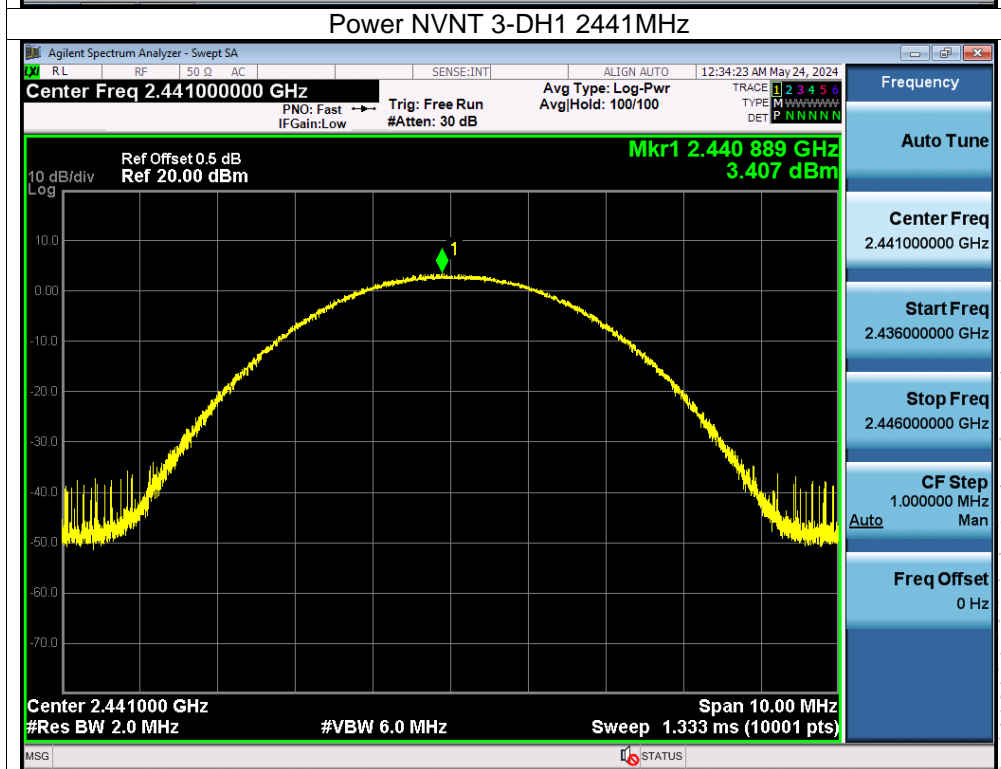 Power NVNT 3-DH1 2441MHz
Agilent Spectrum Analyzer - Swept SA
LXI RL RF 50 Ω AC SENSE:INT ALIGN AUTO 12:34:23 AM May 24, 2024
Center Freq 2.441000000 GHz
PNO: Fast
IFGain:Low
Trig: Free Run
#Atten: 30 dB
Avg Type: Log-Pwr
Avg|Hold: 100/100
TRACE 1 2 3 4 5 6
TYPE M WWWWW
DET P N N N N N
Ref Offset 0.5 dB
10 dB/div Ref 20.00 dBm
Log
Mkr1 2.440 889 GHz
3.407 dBm
1
10.0
0.00
-10.0
-20.0
-30.0
-40.0
-50.0
-60.0
-70.0
Center 2.441000 GHz Span 10.00 MHz
#Res BW 2.0 MHz #VBW 6.0 MHz Sweep 1.333 ms (10001 pts)
MSG STATUS
Frequency
Auto Tune
Center Freq
2.441000000 GHz
Start Freq
2.436000000 GHz
Stop Freq
2.446000000 GHz
CF Step
1.000000 MHz
Auto Man
Freq Offset
0 Hz